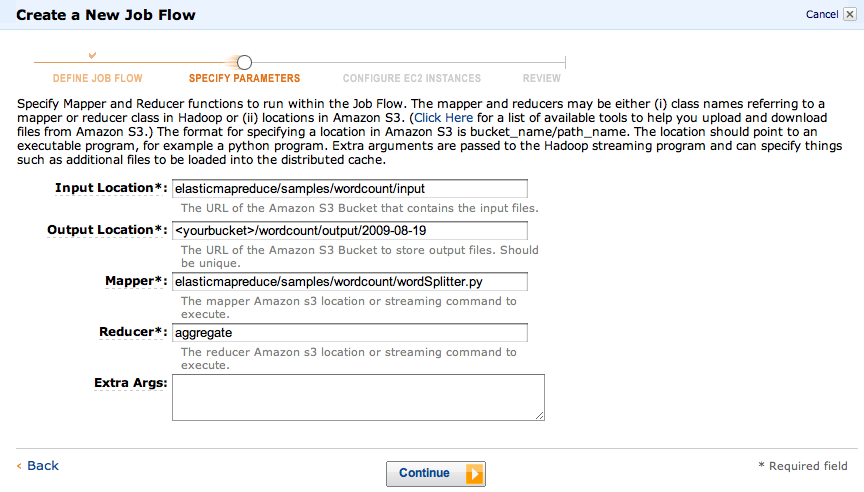 Create a New Job Flow
Cancel
DEFINE JOB FLOW
SPECIFY PARAMETERS
CONFIGURE EC2 INSTANCES
REVIEW
Specify Mapper and Reducer functions to run within the Job Flow. The mapper and reducers may be either (i) class names referring to a
mapper or reducer class in Hadoop or (ii) locations in Amazon S3. (Click Here for a list of available tools to help you upload and download
files from Amazon S3.) The format for specifying a location in Amazon S3 is bucket_name/path_name. The location should point to an
executable program, for example a python program. Extra arguments are passed to the Hadoop streaming program and can specify things
such as additional files to be loaded into the distributed cache.
Input Location*: elasticmapreduce/samples/wordcount/input
The URL of the Amazon S3 Bucket that contains the input files.
Output Location*: <yourbucket>/wordcount/output/2009-08-19
The URL of the Amazon S3 Bucket to store output files. Should
be unique.
Mapper*: elasticmapreduce/samples/wordcount/wordSplitter.py
The mapper Amazon s3 location or streaming command to
execute.
Reducer*: aggregate
The reducer Amazon s3 location or streaming command to
execute.
Extra Args:
‹ Back
Continue
* Required field